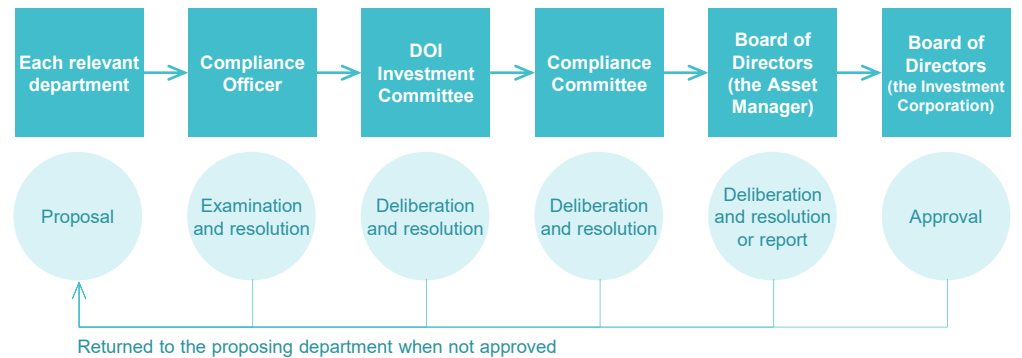 Each relevant
department
Compliance
Officer
DOI
Investment
Committee
Compliance
Committee
Board of
Directors
(the Asset
Manager)
Board of
Directors
(the Investment
Corporation)
Proposal
Examination
and resolution
Deliberation
and resolution
Deliberation
and resolution
Deliberation
and resolution
or report
Approval
Returned to the proposing department when not approved